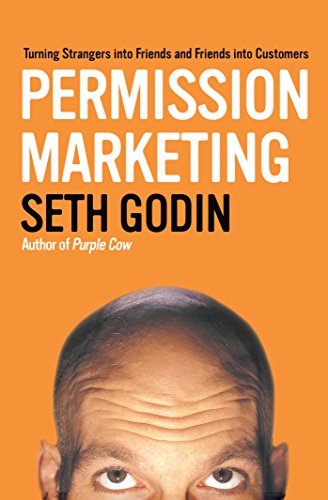 Turning Strangers into Friends and Friends into Customers
PERMISSION
MARKETING
SETH GODIN
Author of Purple Cow